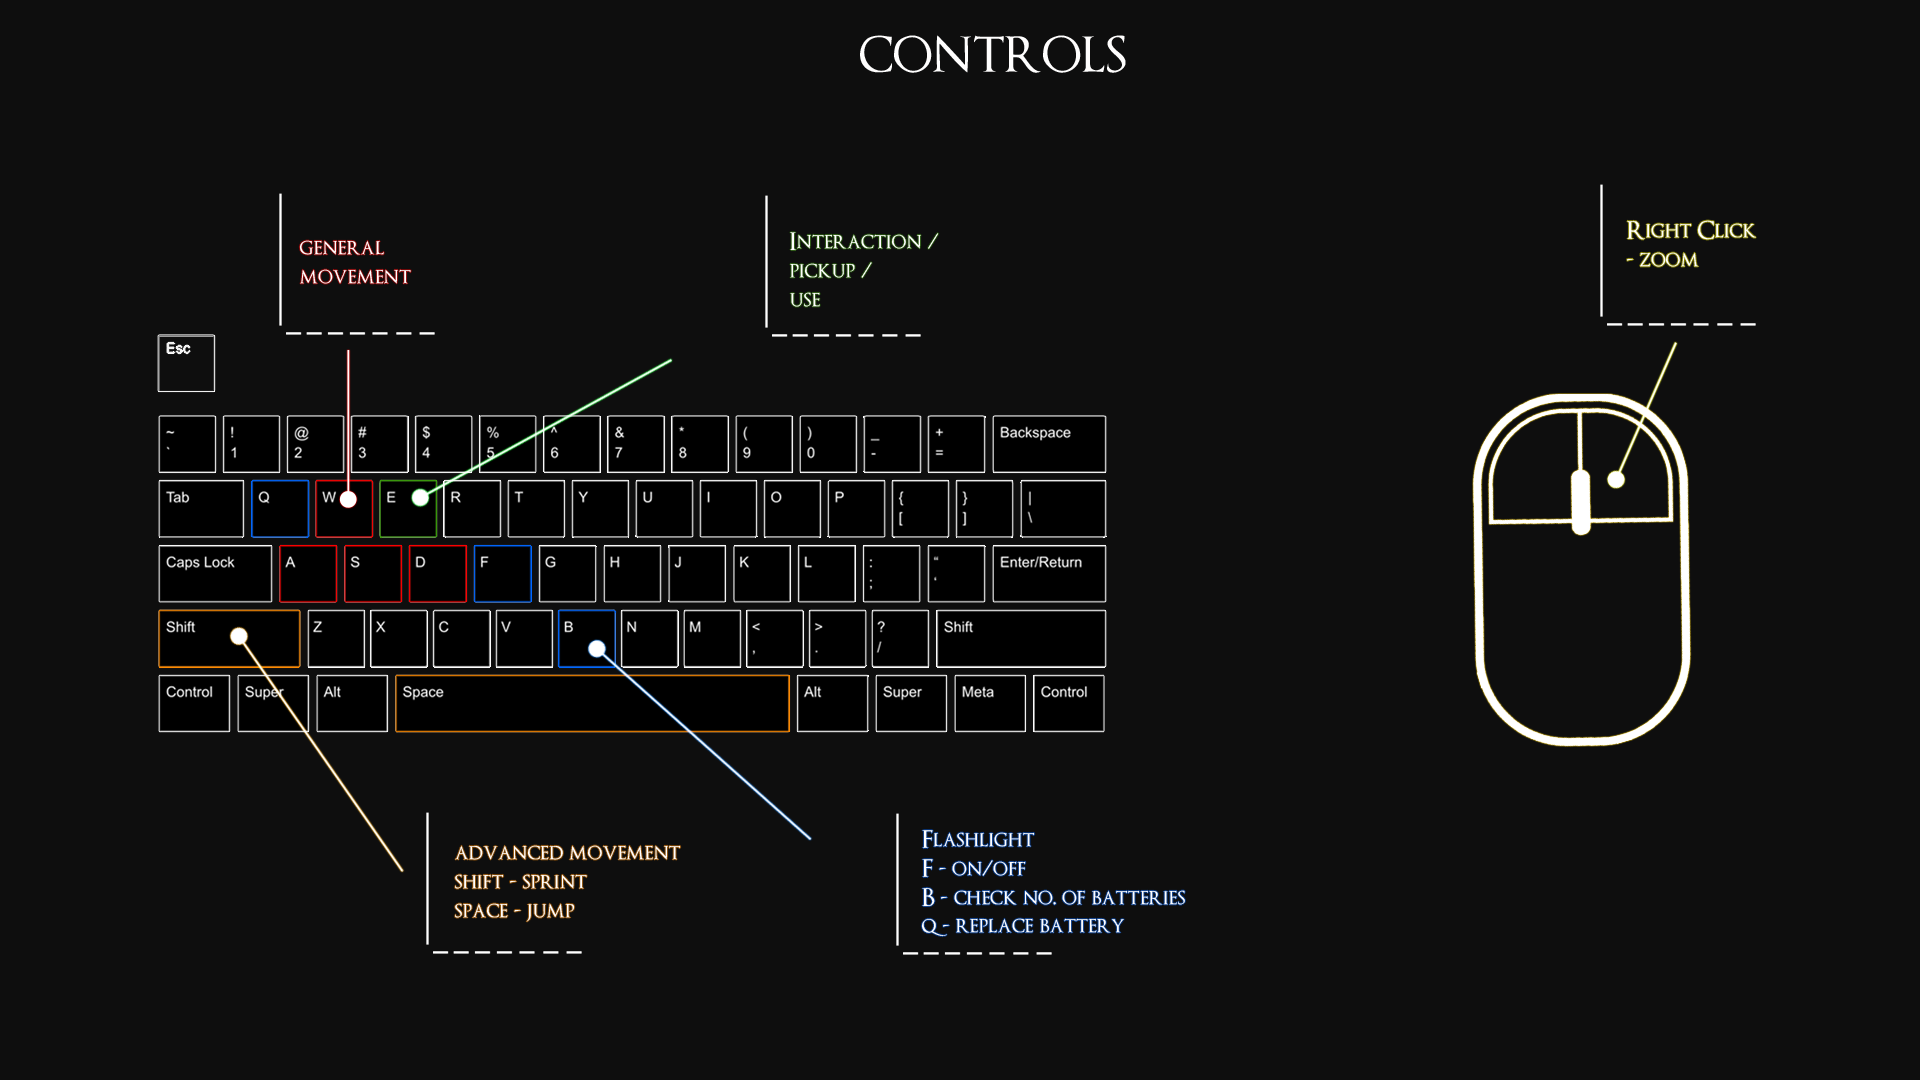 CONTROLS
GENERAL
MOVEMENT
INTERACTION /
PICKUP /
USE
RIGHT CLICK
- ZOOM
Esc
~ ! @ # $ % ^ & * ( ) _ + Backspace
` 1 2 3 4 5 6 7 8 9 0 - =
Tab Q W E R T Y U I O P { } |
[ ] \
Caps Lock A S D F G H J K L : " Enter/Return
; '
Shift Z X C V B N M < > ? Shift
, . /
Control Super Alt Space Alt Super Meta Control
ADVANCED MOVEMENT
SHIFT - SPRINT
SPACE - JUMP
FLASHLIGHT
F - ON/OFF
B - CHECK NO. OF BATTERIES
Q - REPLACE BATTERY